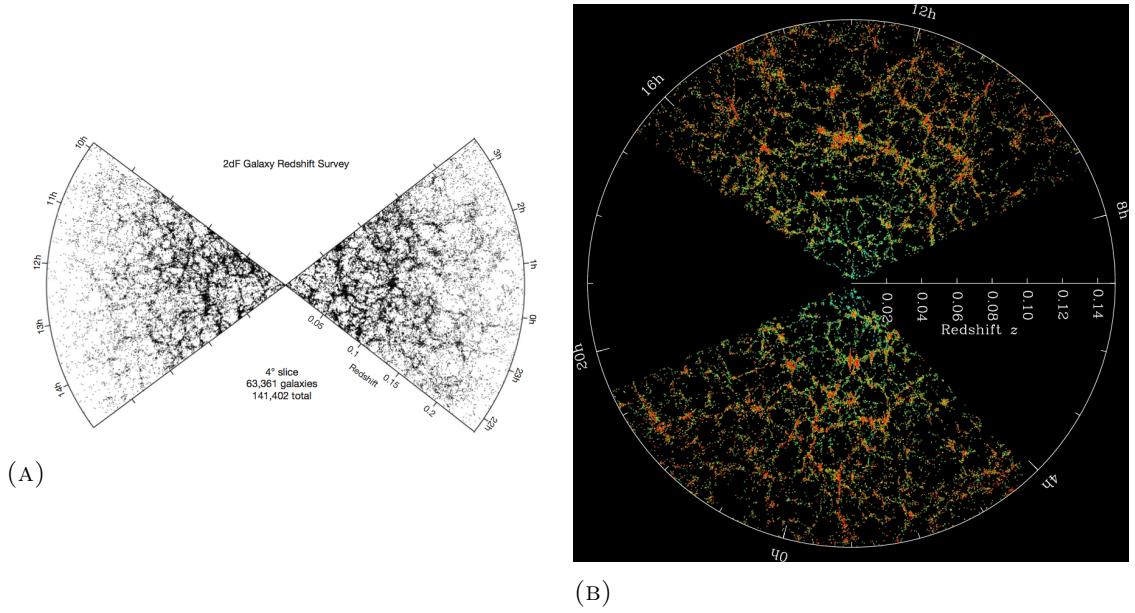 2dF Galaxy Redshift Survey
10h
11h
12h
13h
14h
3h
2h
1h
0h
23h
22h
0.05
0.1
0.15
0.2
Redshift
4° slice
63,361 galaxies
141,402 total
(A)
12h
16h
8h
20h
4h
0h
0.02
0.04
0.06
0.08
0.10
0.12
0.14
Redshift z
(B)